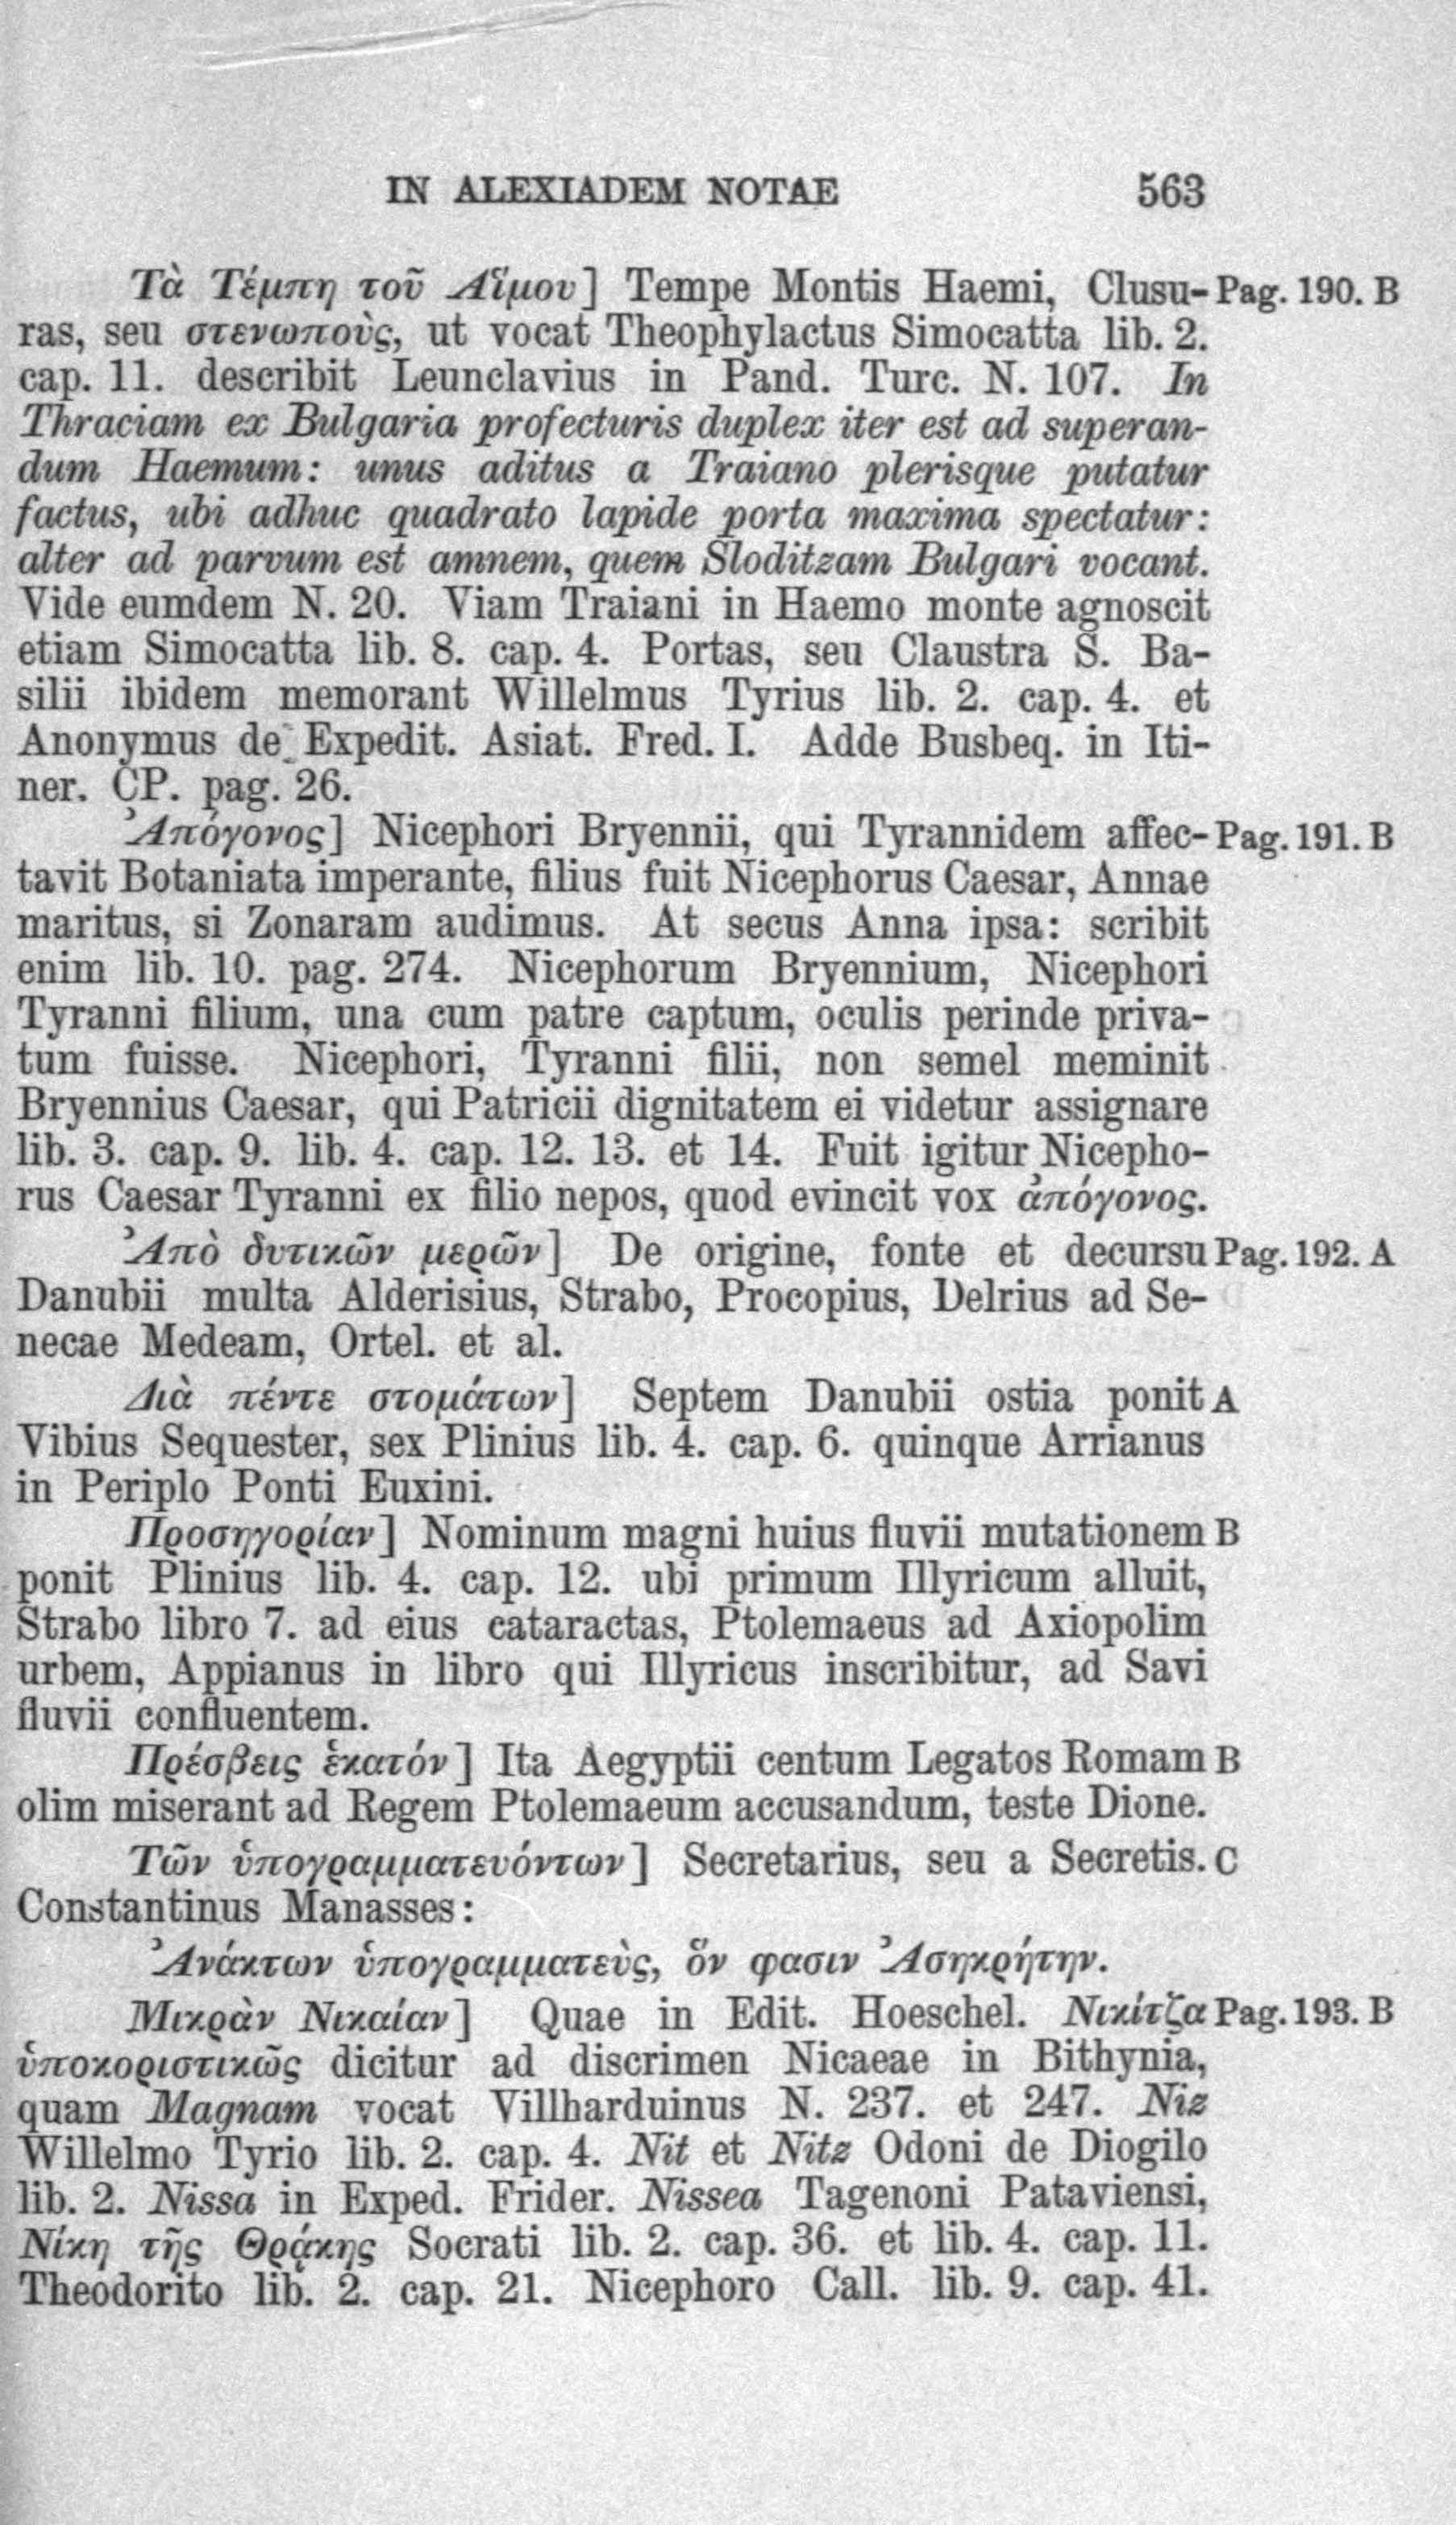 IN ALEXIADEM NOTAE 563
Τὰ Τέμπη τοῦ Αἵμου] Tempe Montis Haemi, Clusu- Pag. 190. B
ras, seu στενωποὺς, ut vocat Theophylactus Simocatta lib. 2.
cap. 11. describit Leunclavius in Pand. Turc. N. 107. In
Thraciam ex Bulgaria profecturis duplex iter est ad superan-
dum Haemum: unus aditus a Traiano plerisque putatur
factus, ubi adhuc quadrato lapide porta maxima spectatur:
alter ad parvum est amnem, quem Sloditzam Bulgari vocant.
Vide eumdem N. 20. Viam Traiani in Haemo monte agnoscit
etiam Simocatta lib. 8. cap. 4. Portas, seu Claustra S. Ba-
silii ibidem memorant Willelmus Tyrius lib. 2. cap. 4. et
Anonymus de Expedit. Asiat. Fred. I. Adde Busbeq. in Iti-
ner. CP. pag. 26.
Ἀπόγονος] Nicephori Bryennii, qui Tyrannidem affec- Pag. 191. B
tavit Botaniata imperante, filius fuit Nicephorus Caesar, Annae
maritus, si Zonaram audimus. At secus Anna ipsa: scribit
enim lib. 10. pag. 274. Nicephorum Bryennium, Nicephori
Tyranni filium, una cum patre captum, oculis perinde priva-
tum fuisse. Nicephori, Tyranni filii, non semel meminit
Bryennius Caesar, qui Patricii dignitatem ei videtur assignare
lib. 3. cap. 9. lib. 4. cap. 12. 13. et 14. Fuit igitur Nicepho-
rus Caesar Tyranni ex filio nepos, quod evincit vox ἀπόγονος.
Ἀπὸ δυτικῶν μερῶν] De origine, fonte et decursu Pag. 192. A
Danubii multa Alderisius, Strabo, Procopius, Delrius ad Se-
necae Medeam, Ortel. et al.
Διὰ πέντε στομάτων] Septem Danubii ostia ponit A
Vibius Sequester, sex Plinius lib. 4. cap. 6. quinque Arrianus
in Periplo Ponti Euxini.
Προσηγορίαν] Nominum magni huius fluvii mutationem B
ponit Plinius lib. 4. cap. 12. ubi primum Illyricum alluit,
Strabo libro 7. ad eius cataractas, Ptolemaeus ad Axiopolim
urbem, Appianus in libro qui Illyricus inscribitur, ad Savi
fluvii confluentem.
Πρέσβεις ἑκατόν] Ita Aegyptii centum Legatos Romam B
olim miserant ad Regem Ptolemaeum accusandum, teste Dione.
Τῶν ὑπογραμματευόντων] Secretarius, seu a Secretis. C
Constantinus Manasses:
Ἀνάκτων ὑπογραμματεὺς, ὅν φασιν Ἀσηκρήτην.
Μικρὰν Νικαίαν] Quae in Edit. Hoeschel. Νικίτζα Pag. 193. B
ὑποκοριστικῶς dicitur ad discrimen Nicaeae in Bithynia,
quam Magnam vocat Villharduinus N. 237. et 247. Niz
Willelmo Tyrio lib. 2. cap. 4. Nit et Nitz Odoni de Diogilo
lib. 2. Nissa in Exped. Frider. Nissea Tagenoni Pataviensi,
Νίκη τῆς Θρᾴκης Socrati lib. 2. cap. 36. et lib. 4. cap. 11.
Theodorito lib. 2. cap. 21. Nicephoro Call. lib. 9. cap. 41.